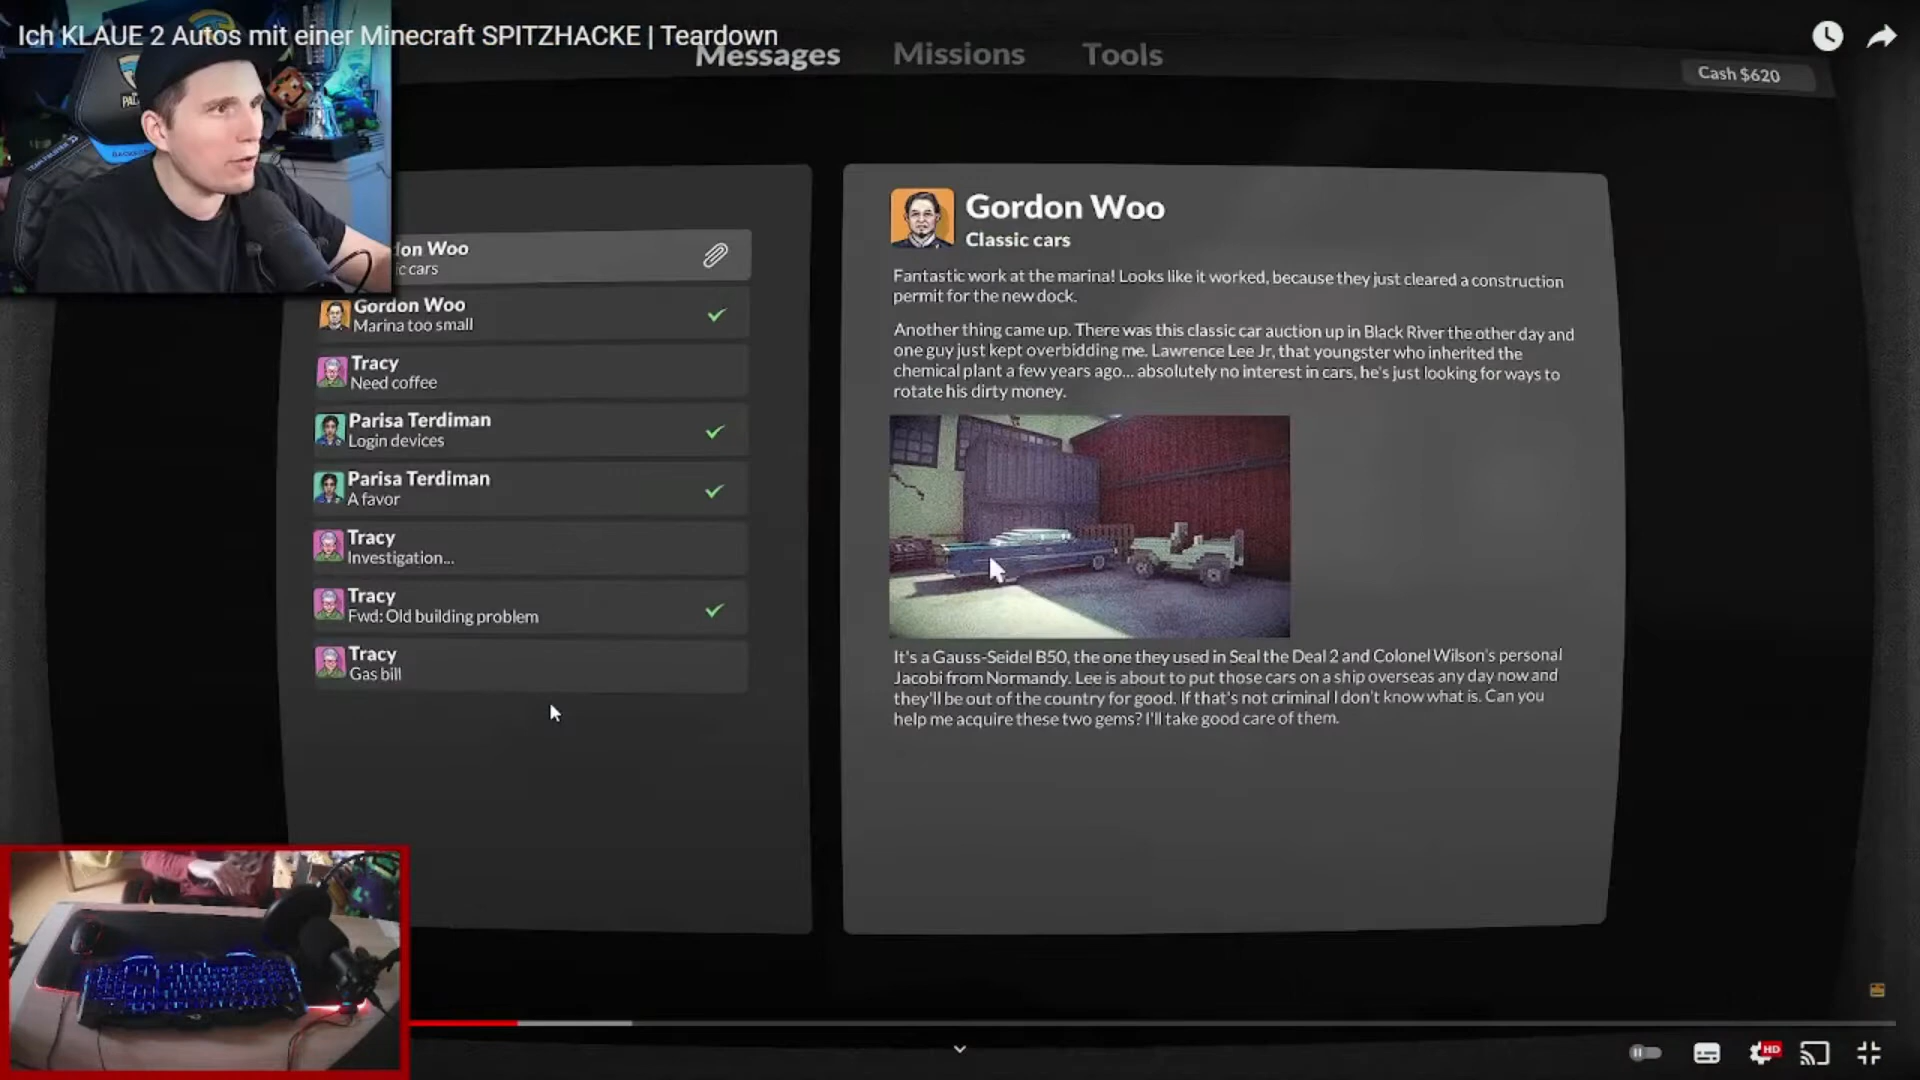 Ich KLAUE 2 Autos mit einer Minecraft SPITZHACKE | Teardown
Messages
Missions
Tools
Cash $620
don Woo
ic cars
Gordon Woo
Marina too small
Tracy
Need coffee
Parisa Terdiman
Login devices
Parisa Terdiman
A favor
Tracy
Investigation...
Tracy
Fwd: Old building problem
Tracy
Gas bill
Gordon Woo
Classic cars
Fantastic work at the marina! Looks like it worked, because they just cleared a construction
permit for the new dock.
Another thing came up. There was this classic car auction up in Black River the other day and
one guy just kept overbidding me. Lawrence Lee Jr, that youngster who inherited the
chemical plant a few years ago... absolutely no interest in cars, he's just looking for ways to
rotate his dirty money.
It's a Gauss-Seidel B50, the one they used in Seal the Deal 2 and Colonel Wilson's personal
Jacobi from Normandy. Lee is about to put those cars on a ship overseas any day now and
they'll be out of the country for good. If that's not criminal I don't know what is. Can you
help me acquire these two gems? I'll take good care of them.
HD